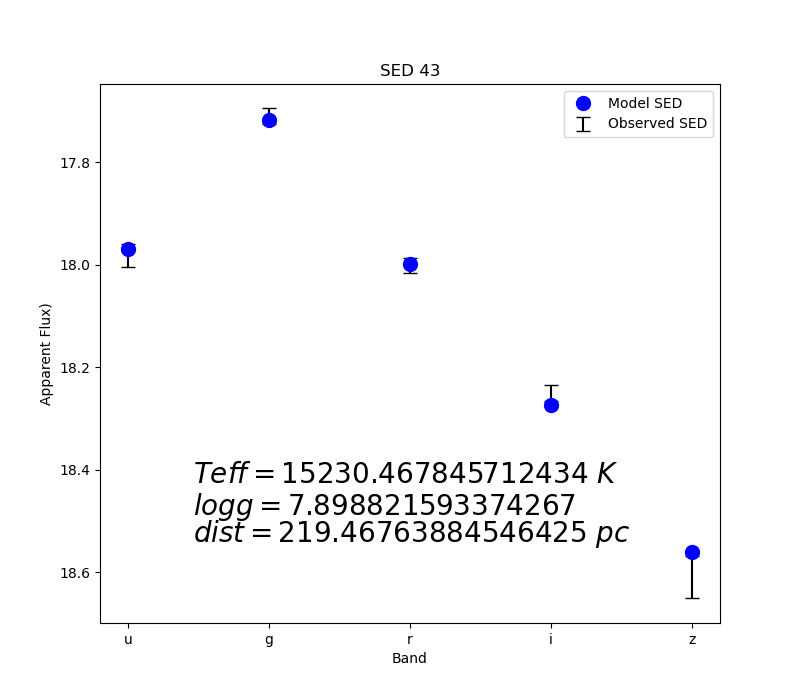 SED 43
Model SED
Observed SED
17.8
18.0
18.2
18.4
18.6
Apparent Flux)
Teff = 15230.467845712434 K
logg = 7.898821593374267
dist = 219.46763884546425 pc
u g r i z
Band